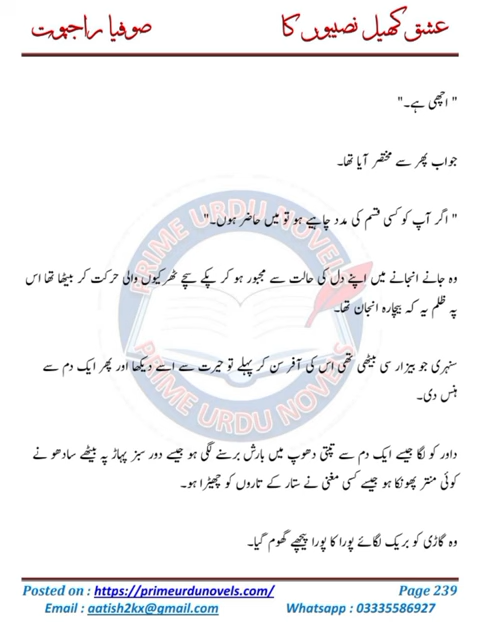 عشق کھیل نصیبوں کا صوفیا راجپوت
" اچھی ہے۔"
جواب پھر سے مختصر آیا تھا۔
" اگر آپ کو کسی قسم کی مدد چاہیے ہو تو میں حاضر ہوں۔"
وہ جانے انجانے میں اپنے دل کی حالت سے مجبور ہو کر پکے سچے ٹھرکیوں والی حرکت کر بیٹھا تھا اس
پہ ظلم یہ کہ بیچارہ انجان تھا۔
سنہری جو بیزار سی بیٹھی تھی اس کی آفر سن کر پہلے تو حیرت سے اسے دیکھا اور پھر ایک دم سے
ہنس دی۔
داور کو لگا جیسے ایک دم سے تپتی دھوپ میں بارش برسنے لگی ہو جیسے دور سبز پہاڑ پہ بیٹھے سادھو نے
کوئی منتر پھونکا ہو جیسے کسی مغنی نے ستار کے تاروں کو چھیڑا ہو۔
وہ گاڑی کو بریک لگائے پورا کا پورا پیچھے گھوم گیا۔
PRIME URDU NOVELS
PRIME URDU NOVELS
Posted on : https://primeurdunovels.com/ Page 239
Email : aatish2kx@gmail.com Whatsapp : 03335586927